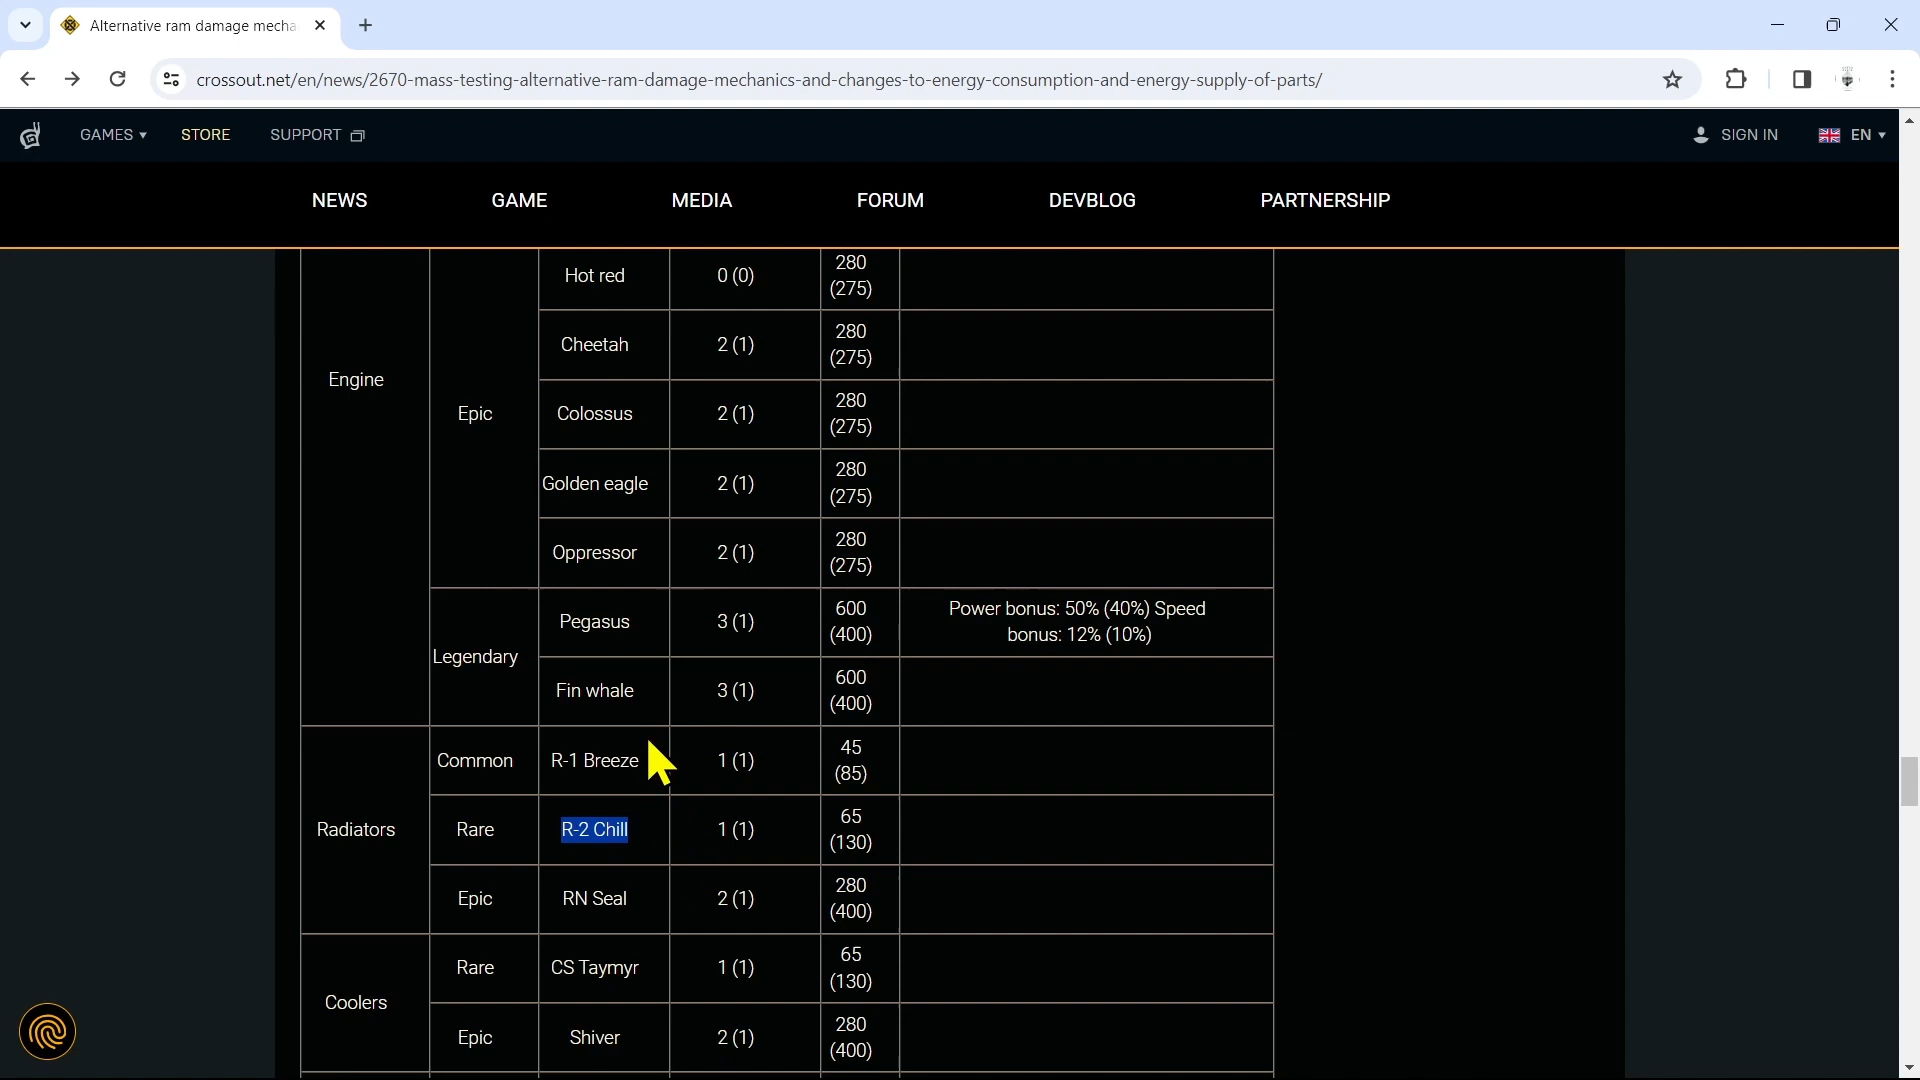 Alternative ram damage mecha
crossout.net/en/news/2670-mass-testing-alternative-ram-damage-mechanics-and-changes-to-energy-consumption-and-energy-supply-of-parts/
GAMES STORE SUPPORT SIGN IN EN
NEWS GAME MEDIA FORUM DEVBLOG PARTNERSHIP
Engine
Epic
Hot red 0 (0) 280
(275)
Cheetah 2 (1) 280
(275)
Colossus 2 (1) 280
(275)
Golden eagle 2 (1) 280
(275)
Oppressor 2 (1) 280
(275)
Legendary
Pegasus 3 (1) 600
(400)
Power bonus: 50% (40%) Speed
bonus: 12% (10%)
Fin whale 3 (1) 600
(400)
Radiators
Common R-1 Breeze 1 (1) 45
(85)
Rare R-2 Chill 1 (1) 65
(130)
Epic RN Seal 2 (1) 280
(400)
Coolers
Rare CS Taymyr 1 (1) 65
(130)
Epic Shiver 2 (1) 280
(400)